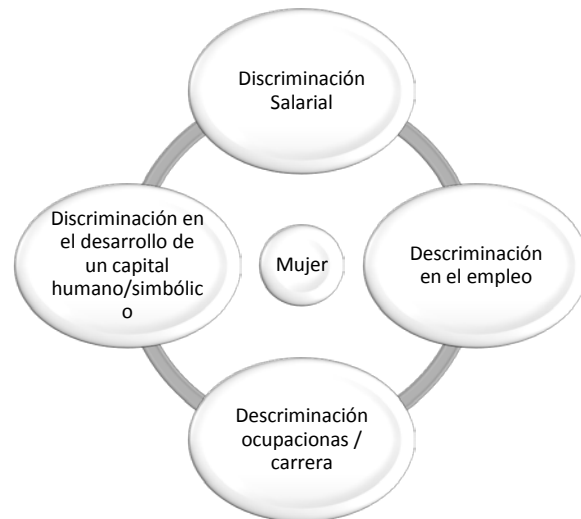 Discriminación
Salarial
Discriminación en
el desarrollo de
un capital
humano/simbólic
o
Mujer
Descriminación
en el empleo
Descriminación
ocupacionas /
carrera